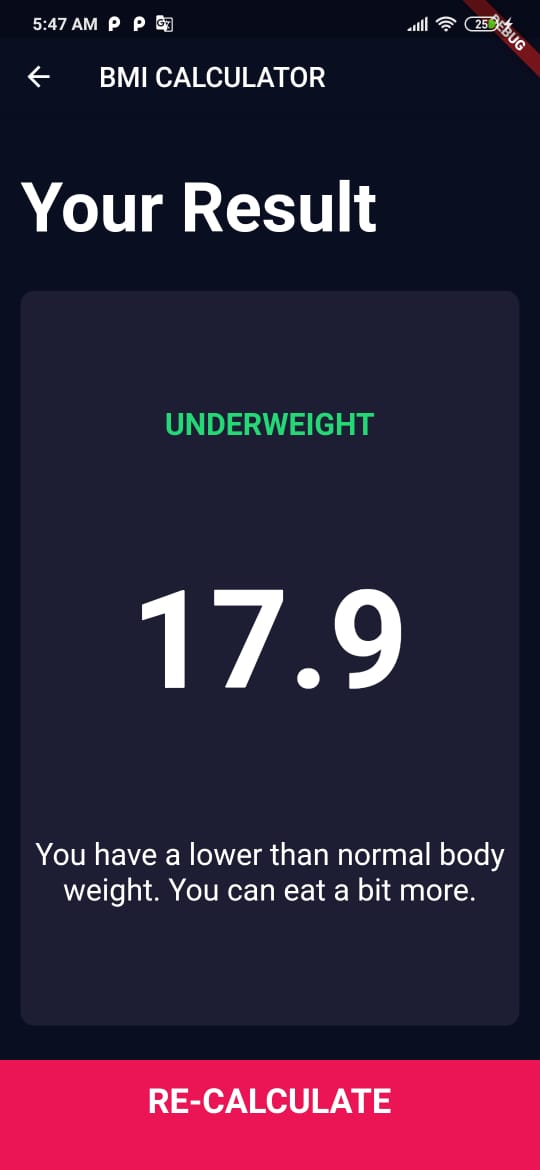 5:47 AM
25
DEBUG
BMI CALCULATOR
Your Result
UNDERWEIGHT
17.9
You have a lower than normal body
weight. You can eat a bit more.
RE-CALCULATE